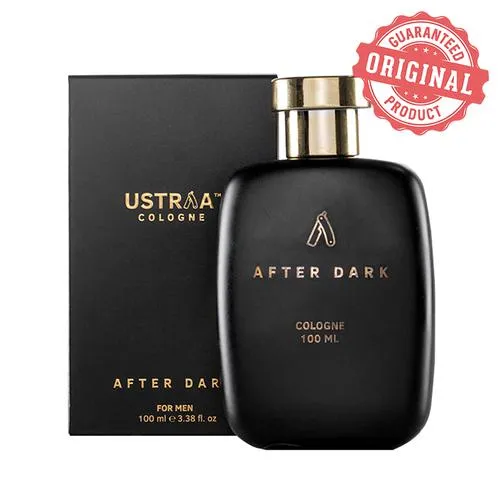 GUARANTEED
ORIGINAL
PRODUCT
USTRAA™
COLOGNE
AFTER DARK
COLOGNE
100 ML
AFTER DAR
FOR MEN
100 ml ℮ 3.38 fl. oz